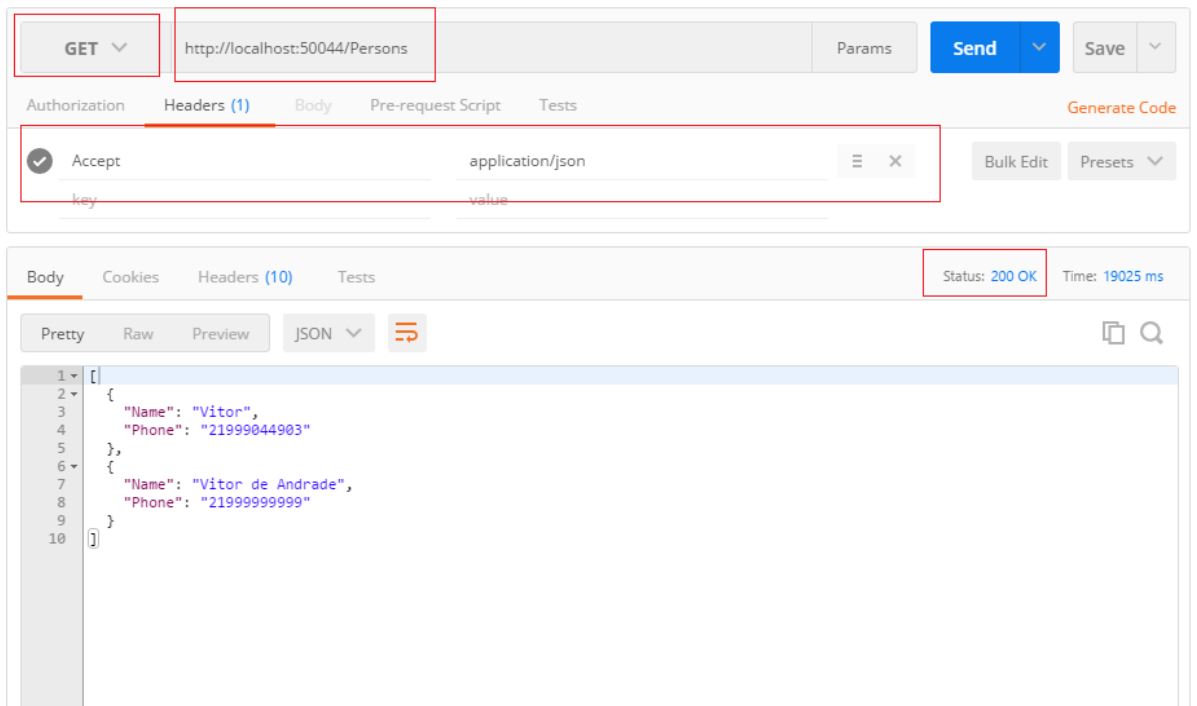 GET http://localhost:50044/Persons Params Send Save
Authorization Headers (1) Body Pre-request Script Tests Generate Code
Accept application/json Bulk Edit Presets
key value
Body Cookies Headers (10) Tests Status: 200 OK Time: 19025 ms
Pretty Raw Preview JSON
1 [
2 {
3 "Name": "Vitor",
4 "Phone": "21999044903"
5 },
6 {
7 "Name": "Vitor de Andrade",
8 "Phone": "21999999999"
9 }
10 ]